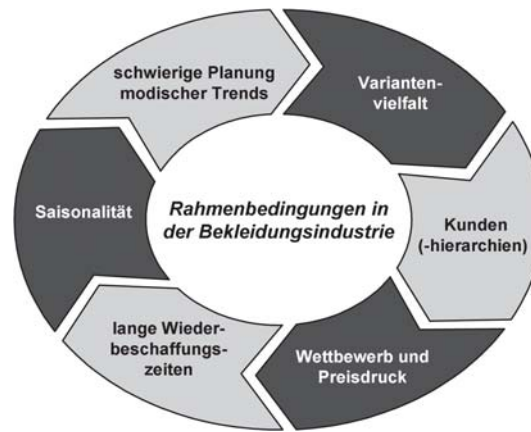 schwierige Planung
modischer Trends
Varianten-
vielfalt
Saisonalität
Rahmenbedingungen in
der Bekleidungsindustrie
Kunden
(-hierarchien)
lange Wieder-
beschaffungs-
zeiten
Wettbewerb und
Preisdruck